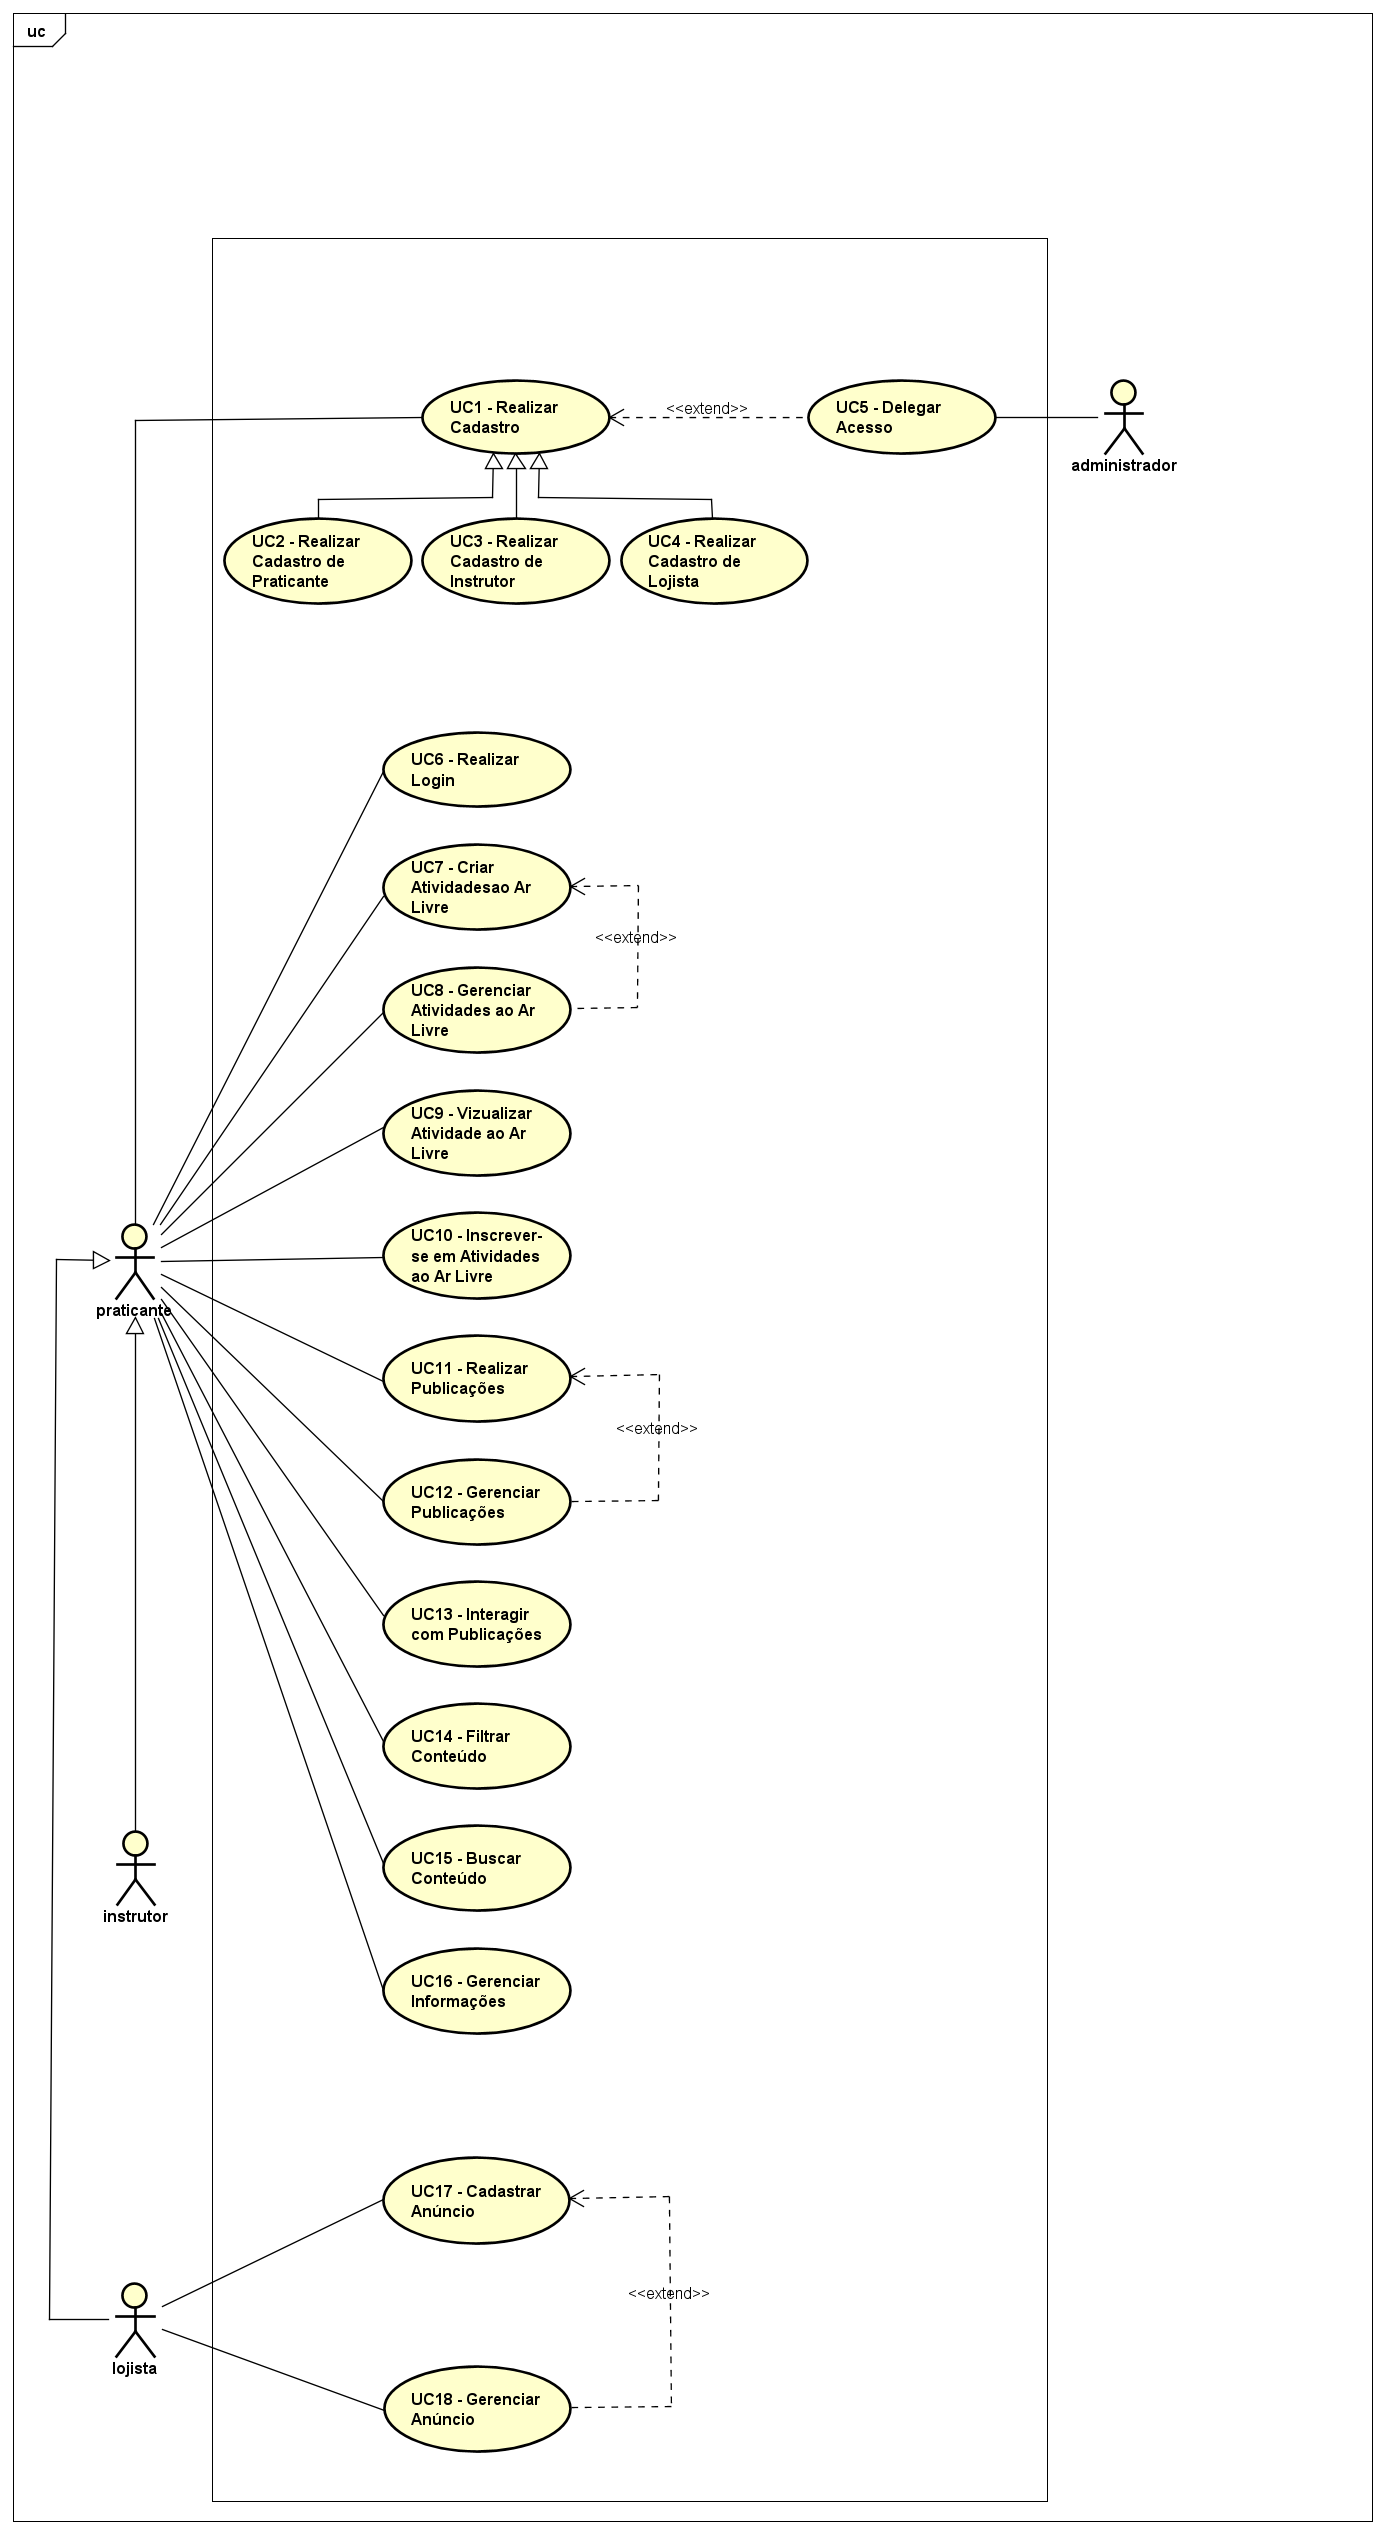 uc
UC1 - Realizar
Cadastro
<<extend>>
UC5 - Delegar
Acesso
administrador
UC2 - Realizar
Cadastro de
Praticante
UC3 - Realizar
Cadastro de
Instrutor
UC4 - Realizar
Cadastro de
Lojista
UC6 - Realizar
Login
UC7 - Criar
Atividadesao Ar
Livre
<<extend>>
UC8 - Gerenciar
Atividades ao Ar
Livre
UC9 - Vizualizar
Atividade ao Ar
Livre
UC10 - Inscrever-
se em Atividades
ao Ar Livre
praticante
UC11 - Realizar
Publicações
<<extend>>
UC12 - Gerenciar
Publicações
UC13 - Interagir
com Publicações
UC14 - Filtrar
Conteúdo
UC15 - Buscar
Conteúdo
instrutor
UC16 - Gerenciar
Informações
UC17 - Cadastrar
Anúncio
<<extend>>
lojista
UC18 - Gerenciar
Anúncio